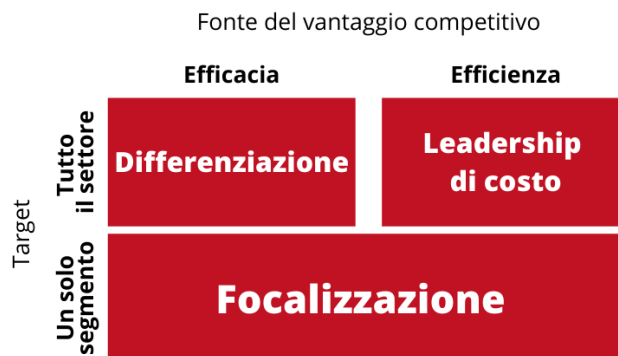 Fonte del vantaggio competitivo
Efficacia
Efficienza
Target
Tutto
il settore
Differenziazione
Leadership
di costo
Un solo
segmento
Focalizzazione